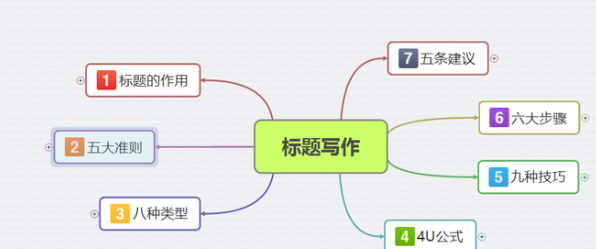 标题写作
1 标题的作用
2 五大准则
3 八种类型
4 4U公式
5 九种技巧
6 六大步骤
7 五条建议